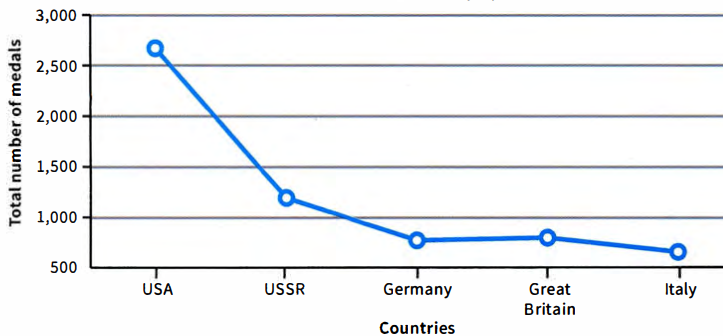 3,000
2,500
2,000
1,500
1,000
500
Total number of medals
USA
USSR
Germany
Great
Britain
Italy
Countries